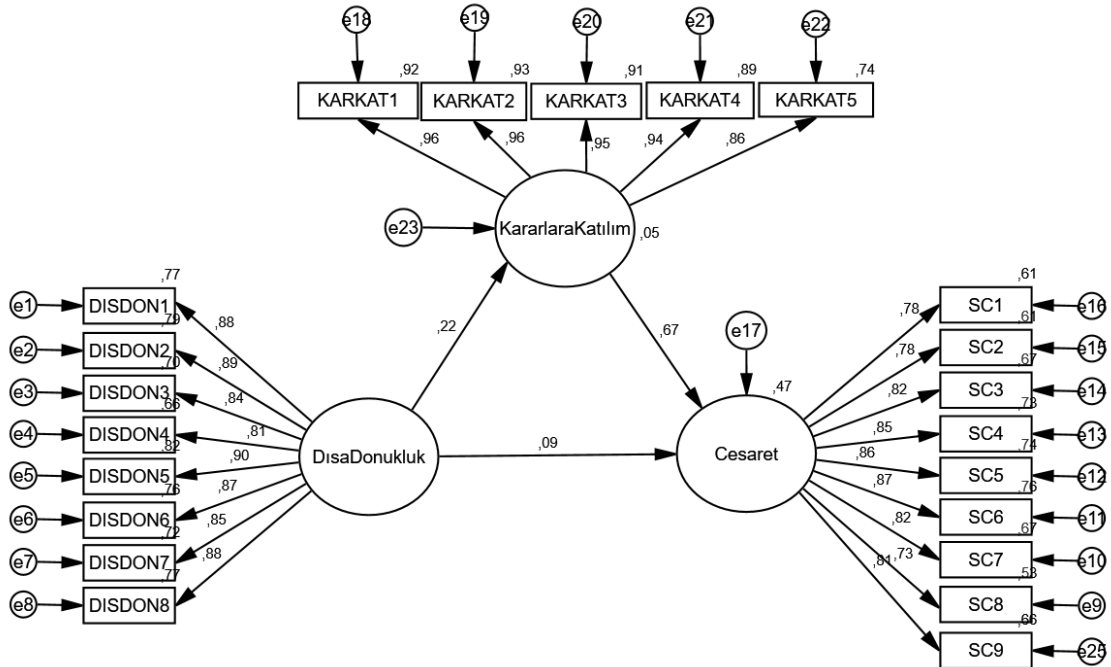 e18
e19
e20
e21
e22
,92
,93
,91
,89
,74
KARKAT1
KARKAT2
KARKAT3
KARKAT4
KARKAT5
,96
,96
,95
,94
,86
e23
KararlaraKatılım
,05
,22
,67
,09
e17
,47
DısaDonukluk
Cesaret
e1
DISDON1
,77
,88
e2
DISDON2
,79
,89
e3
DISDON3
,70
,84
e4
DISDON4
,66
,81
e5
DISDON5
,82
,90
e6
DISDON6
,76
,87
e7
DISDON7
,72
,85
e8
DISDON8
,77
,88
,78
SC1
,61
e16
,78
SC2
,61
e15
,82
SC3
,67
e14
,85
SC4
,73
e13
,86
SC5
,74
e12
,87
SC6
,76
e11
,82
SC7
,67
e10
,73
SC8
,53
e9
,81
SC9
,66
e25